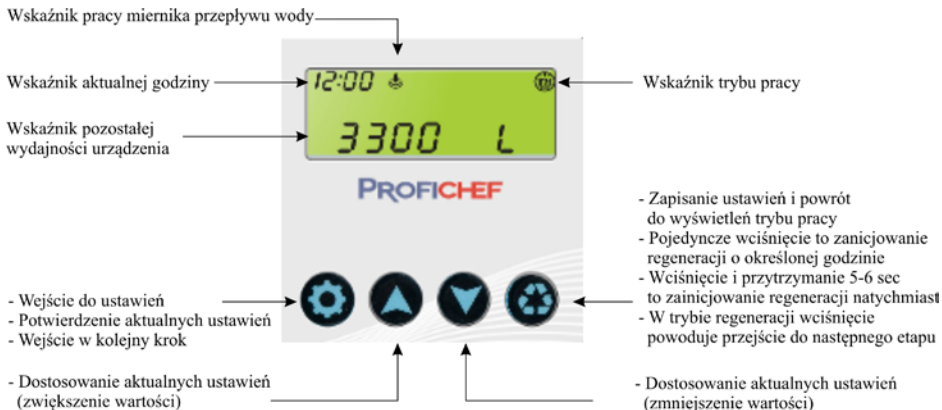 Wskaźnik pracy miernika przepływu wody
Wskaźnik aktualnej godziny
12:00
Wskaźnik trybu pracy
Wskaźnik pozostałej
wydajności urządzenia
3300 L
PROFICHEF
- Zapisanie ustawień i powrót
do wyświetleń trybu pracy
- Pojedyncze wciśnięcie to zanicjowanie
regeneracji o określonej godzinie
- Wciśnięcie i przytrzymanie 5-6 sec
to zainicjowanie regeneracji natychmiast
- W trybie regeneracji wciśnięcie
powoduje przejście do następnego etapu
- Wejście do ustawień
- Potwierdzenie aktualnych ustawień
- Wejście w kolejny krok
- Dostosowanie aktualnych ustawień
(zwiększenie wartości)
- Dostosowanie aktualnych ustawień
(zmniejszenie wartości)